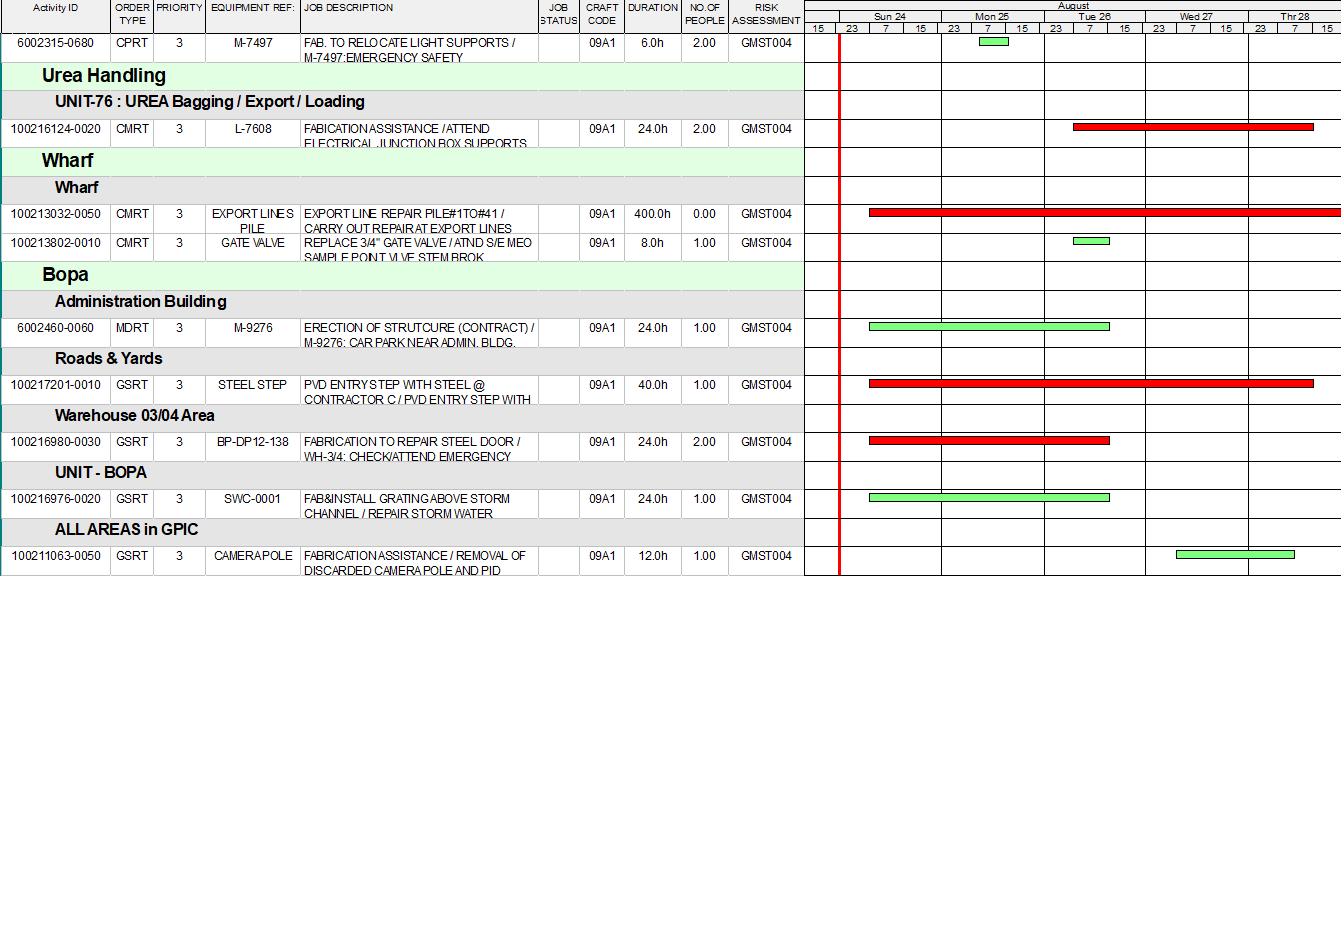 August
Activity ID ORDER TYPE PRIORITY EQUIPMENT REF: JOB DESCRIPTION JOB STATUS CRAFT CODE DURATION NO.OF PEOPLE RISK ASSESSMENT
Sun 24 Mon 25 Tue 26 Wed 27 Thr 28
15 23 7 15 23 7 15 23 7 15 23 7 15 23 7 15
6002315-0680 CPRT 3 M-7497 FAB. TO RELOCATE LIGHT SUPPORTS / 09A1 6.0h 2.00 GMST004
M-7497:EMERGENCY SAFETY
Urea Handling
UNIT-76 : UREA Bagging / Export / Loading
100216124-0020 CMRT 3 L-7608 FABICATION ASSISTANCE / ATTEND 09A1 24.0h 2.00 GMST004
ELECTRICAL JUNCTION BOX SUPPORTS
Wharf
Wharf
100213032-0050 CMRT 3 EXPORT LINES EXPORT LINE REPAIR PILE#1TO#41 / 09A1 400.0h 0.00 GMST004
PILE CARRY OUT REPAIR AT EXPORT LINES
100213802-0010 CMRT 3 GATE VALVE REPLACE 3/4" GATE VALVE / ATND S/E MEO 09A1 8.0h 1.00 GMST004
SAMPLE POINT VLVE STEM BROK
Bopa
Administration Building
6002460-0060 MDRT 3 M-9276 ERECTION OF STRUTCURE (CONTRACT) / 09A1 24.0h 1.00 GMST004
M-9276: CAR PARK NEAR ADMIN. BLDG.
Roads & Yards
100217201-0010 GSRT 3 STEEL STEP PVD ENTRY STEP WITH STEEL @ 09A1 40.0h 1.00 GMST004
CONTRACTOR C / PVD ENTRY STEP WITH
Warehouse 03/04 Area
100216980-0030 GSRT 3 BP-DP12-138 FABRICATION TO REPAIR STEEL DOOR / 09A1 24.0h 2.00 GMST004
WH-3/4: CHECK/ATTEND EMERGENCY
UNIT - BOPA
100216976-0020 GSRT 3 SWC-0001 FAB&INSTALL GRATING ABOVE STORM 09A1 24.0h 1.00 GMST004
CHANNEL / REPAIR STORM WATER
ALL AREAS in GPIC
100211063-0050 GSRT 3 CAMERA POLE FABRICATION ASSISTANCE / REMOVAL OF 09A1 12.0h 1.00 GMST004
DISCARDED CAMERA POLE AND PID